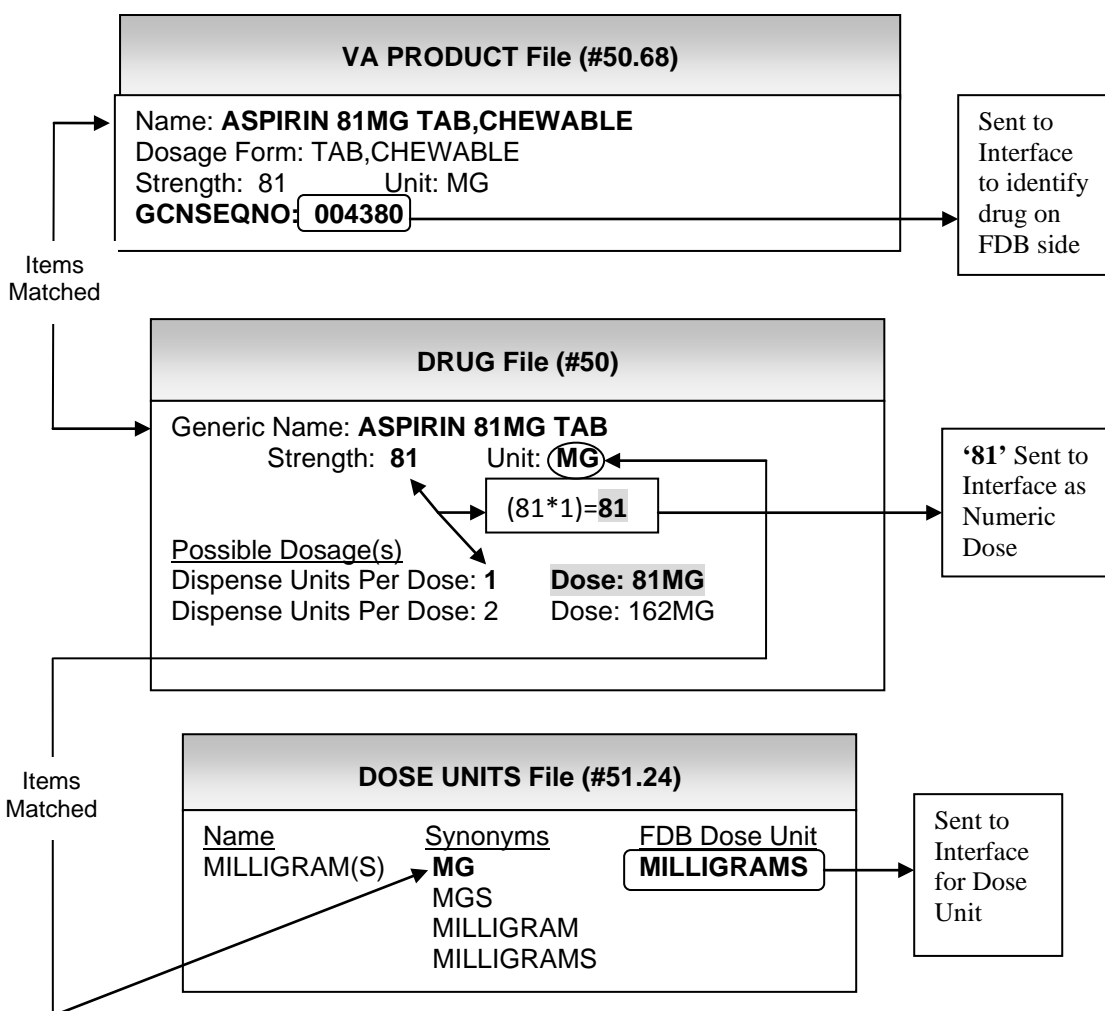 VA PRODUCT File (#50.68)
Name: ASPIRIN 81MG TAB,CHEWABLE
Dosage Form: TAB,CHEWABLE
Strength: 81 Unit: MG
GCNSEQNO: 004380
Sent to
Interface
to identify
drug on
FDB side
Items
Matched
DRUG File (#50)
Generic Name: ASPIRIN 81MG TAB
Strength: 81 Unit: MG
(81*1)=81
Possible Dosage(s)
Dispense Units Per Dose: 1 Dose: 81MG
Dispense Units Per Dose: 2 Dose: 162MG
‘81’ Sent to
Interface as
Numeric
Dose
Items
Matched
DOSE UNITS File (#51.24)
Name Synonyms FDB Dose Unit
MILLIGRAM(S) MG MILLIGRAMS
MGS
MILLIGRAM
MILLIGRAMS
Sent to
Interface
for Dose
Unit